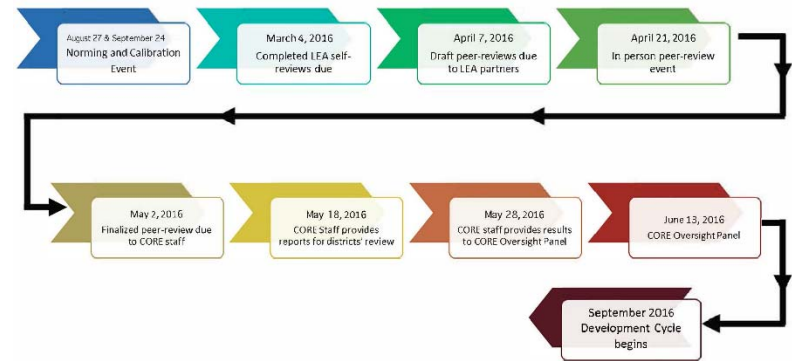 August 27 & September 24
Norming and Calibration
Event
March 4, 2016
Completed LEA self-
reviews due
April 7, 2016
Draft peer-reviews due
to LEA partners
April 21, 2016
In person peer-review
event
May 2, 2016
Finalized peer-review due
to CORE staff
May 18, 2016
CORE Staff provides
reports for districts' review
May 28, 2016
CORE staff provides results
to CORE Oversight Panel
June 13, 2016
CORE Oversight Panel
September 2016
Development Cycle
begins